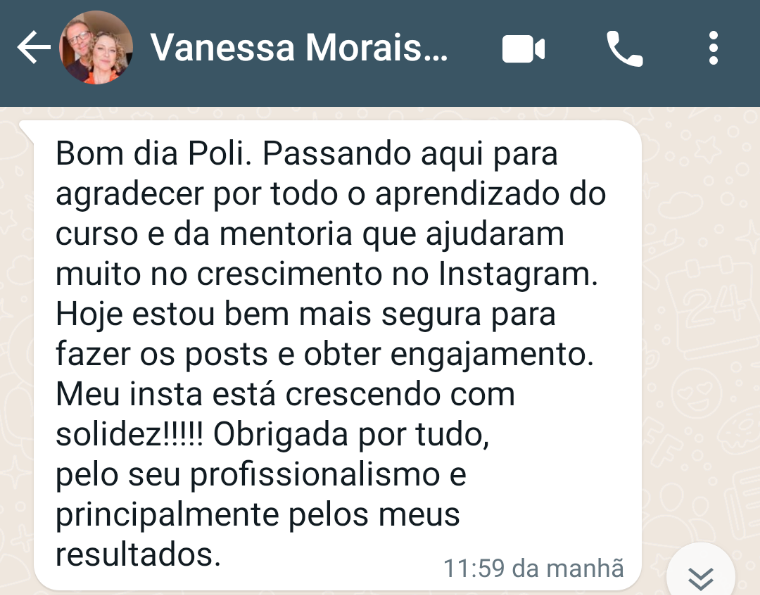 Vanessa Morais...
Bom dia Poli. Passando aqui para
agradecer por todo o aprendizado do
curso e da mentoria que ajudaram
muito no crescimento no Instagram.
Hoje estou bem mais segura para
fazer os posts e obter engajamento.
Meu insta está crescendo com
solidez!!!!! Obrigada por tudo,
pelo seu profissionalismo e
principalmente pelos meus
resultados.
11:59 da manhã